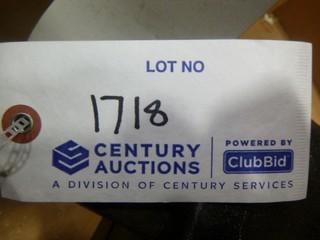 LOT NO
1718
CENTURY AUCTIONS
POWERED BY
ClubBid
A DIVISION OF CENTURY SERVICES